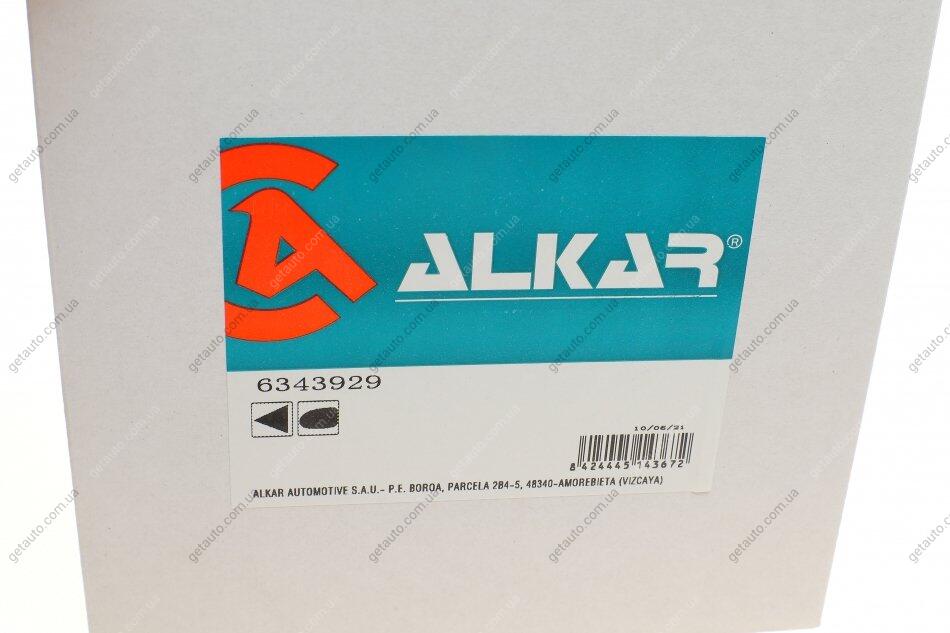 ALKAR®
6343929
10/06/21
8 424445 143672
ALKAR AUTOMOTIVE S.A.U.- P.E. BOROA, PARCELA 2B4-5, 48340-AMOREBIETA (VIZCAYA)
getauto.com.ua